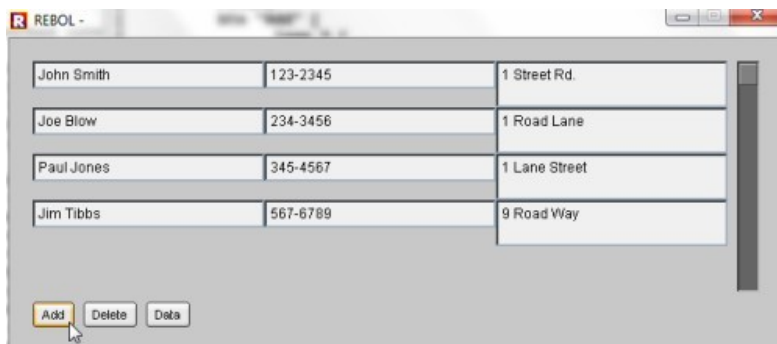 R REBOL -
John Smith 123-2345 1 Street Rd.
Joe Blow 234-3456 1 Road Lane
Paul Jones 345-4567 1 Lane Street
Jim Tibbs 567-6789 9 Road Way
Add Delete Data